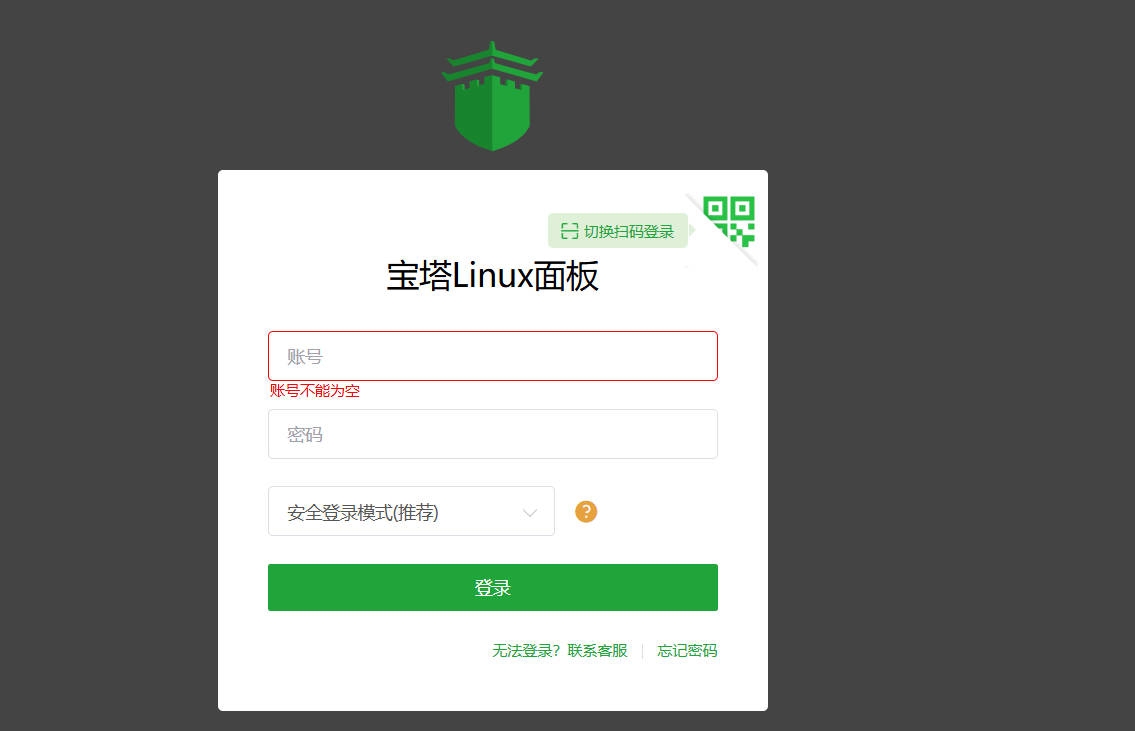 切换扫码登录
宝塔Linux面板
账号
账号不能为空
密码
安全登录模式(推荐)
?
登录
无法登录? 联系客服 | 忘记密码